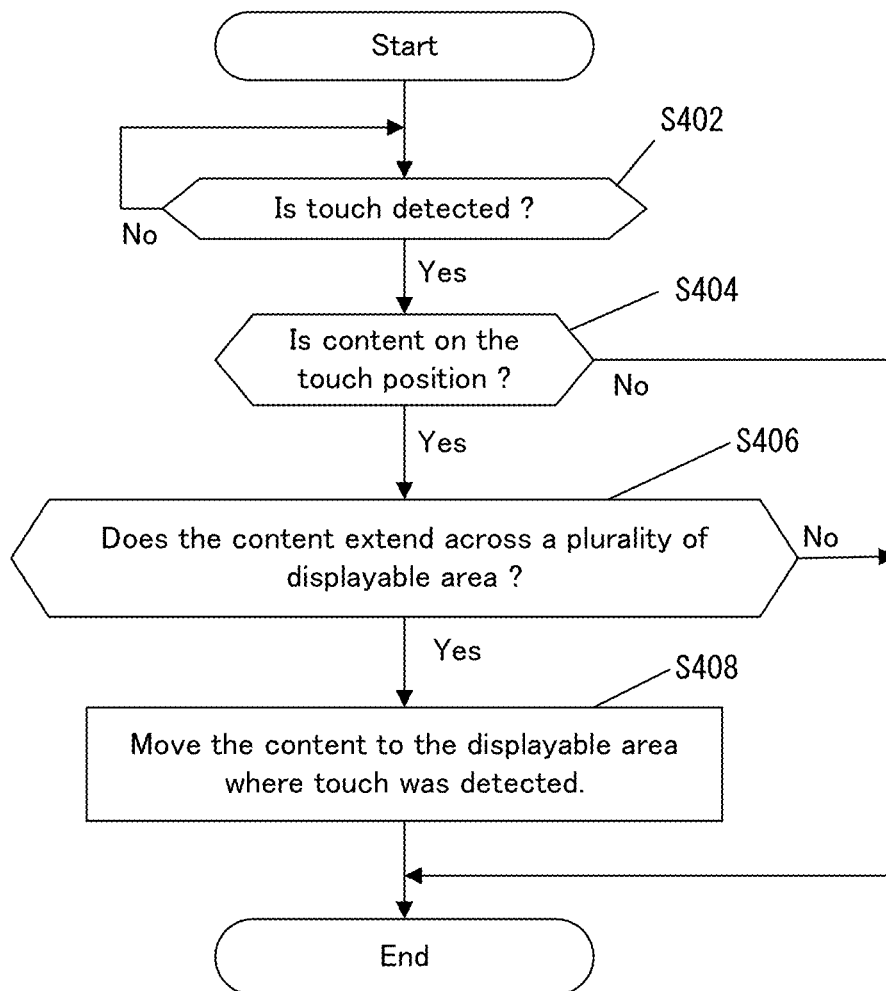 Start
S402
Is touch detected ?
No
Yes
S404
Is content on the
touch position ?
No
Yes
S406
Does the content extend across a plurality of
displayable area ?
No
Yes
S408
Move the content to the displayable area
where touch was detected.
End